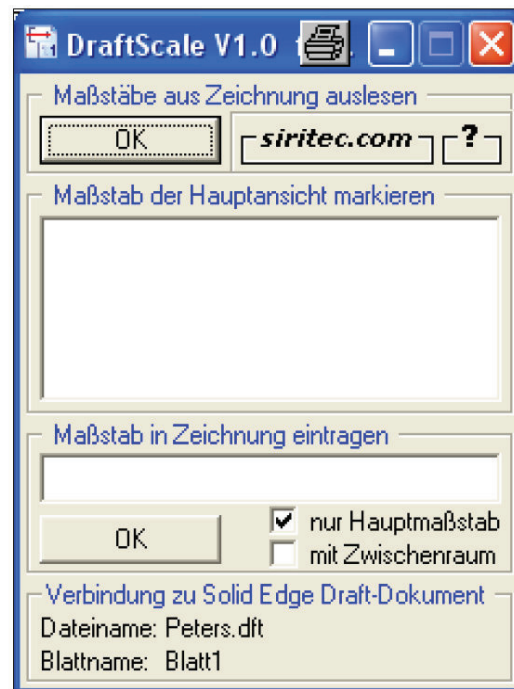 DraftScale V1.0
Maßstäbe aus Zeichnung auslesen
OK siritec.com ?
Maßstab der Hauptansicht markieren
Maßstab in Zeichnung eintragen
nur Hauptmaßstab
OK
mit Zwischenraum
Verbindung zu Solid Edge Draft-Dokument
Dateiname: Peters.dft
Blattname: Blatt1